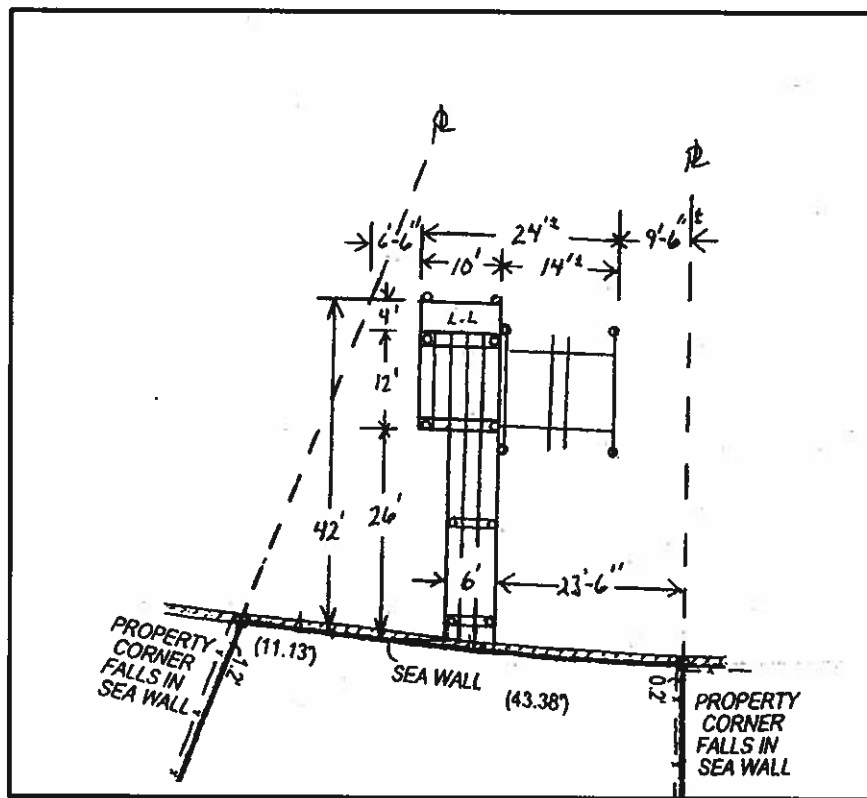 ℄
℄
6'-6"
24'±
9'-6"±
10'
14'±
4'
L.L
12'
42'
26'
6'
23'-6"
PROPERTY
CORNER
FALLS IN
SEA WALL
1.2'
(11.13')
SEA WALL
(43.38')
0.2'
PROPERTY
CORNER
FALLS IN
SEA WALL